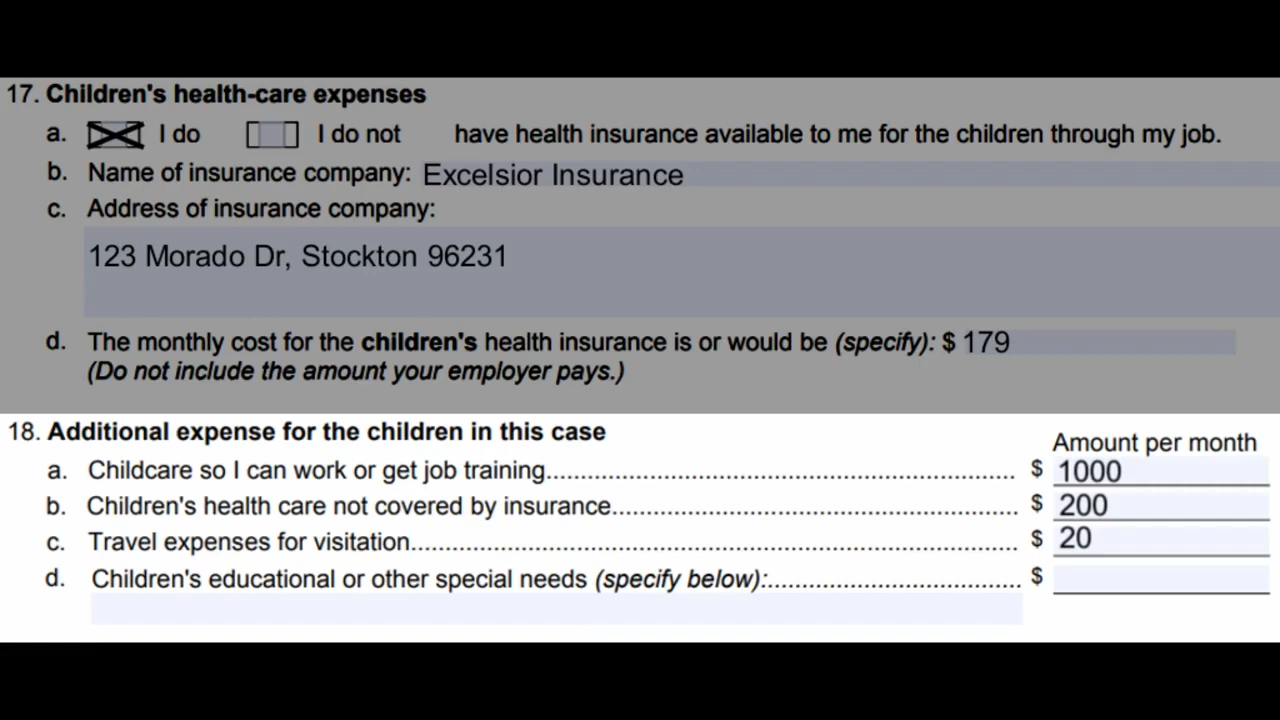 17. Children's health-care expenses
a. I do I do not have health insurance available to me for the children through my job.
b. Name of insurance company: Excelsior Insurance
c. Address of insurance company:
123 Morado Dr, Stockton 96231
d. The monthly cost for the children's health insurance is or would be (specify): $ 179
(Do not include the amount your employer pays.)
18. Additional expense for the children in this case
Amount per month
a. Childcare so I can work or get job training.......................................................... $ 1000
b. Children's health care not covered by insurance.................................................. $ 200
c. Travel expenses for visitation............................................................................ $ 20
d. Children's educational or other special needs (specify below):............................... $